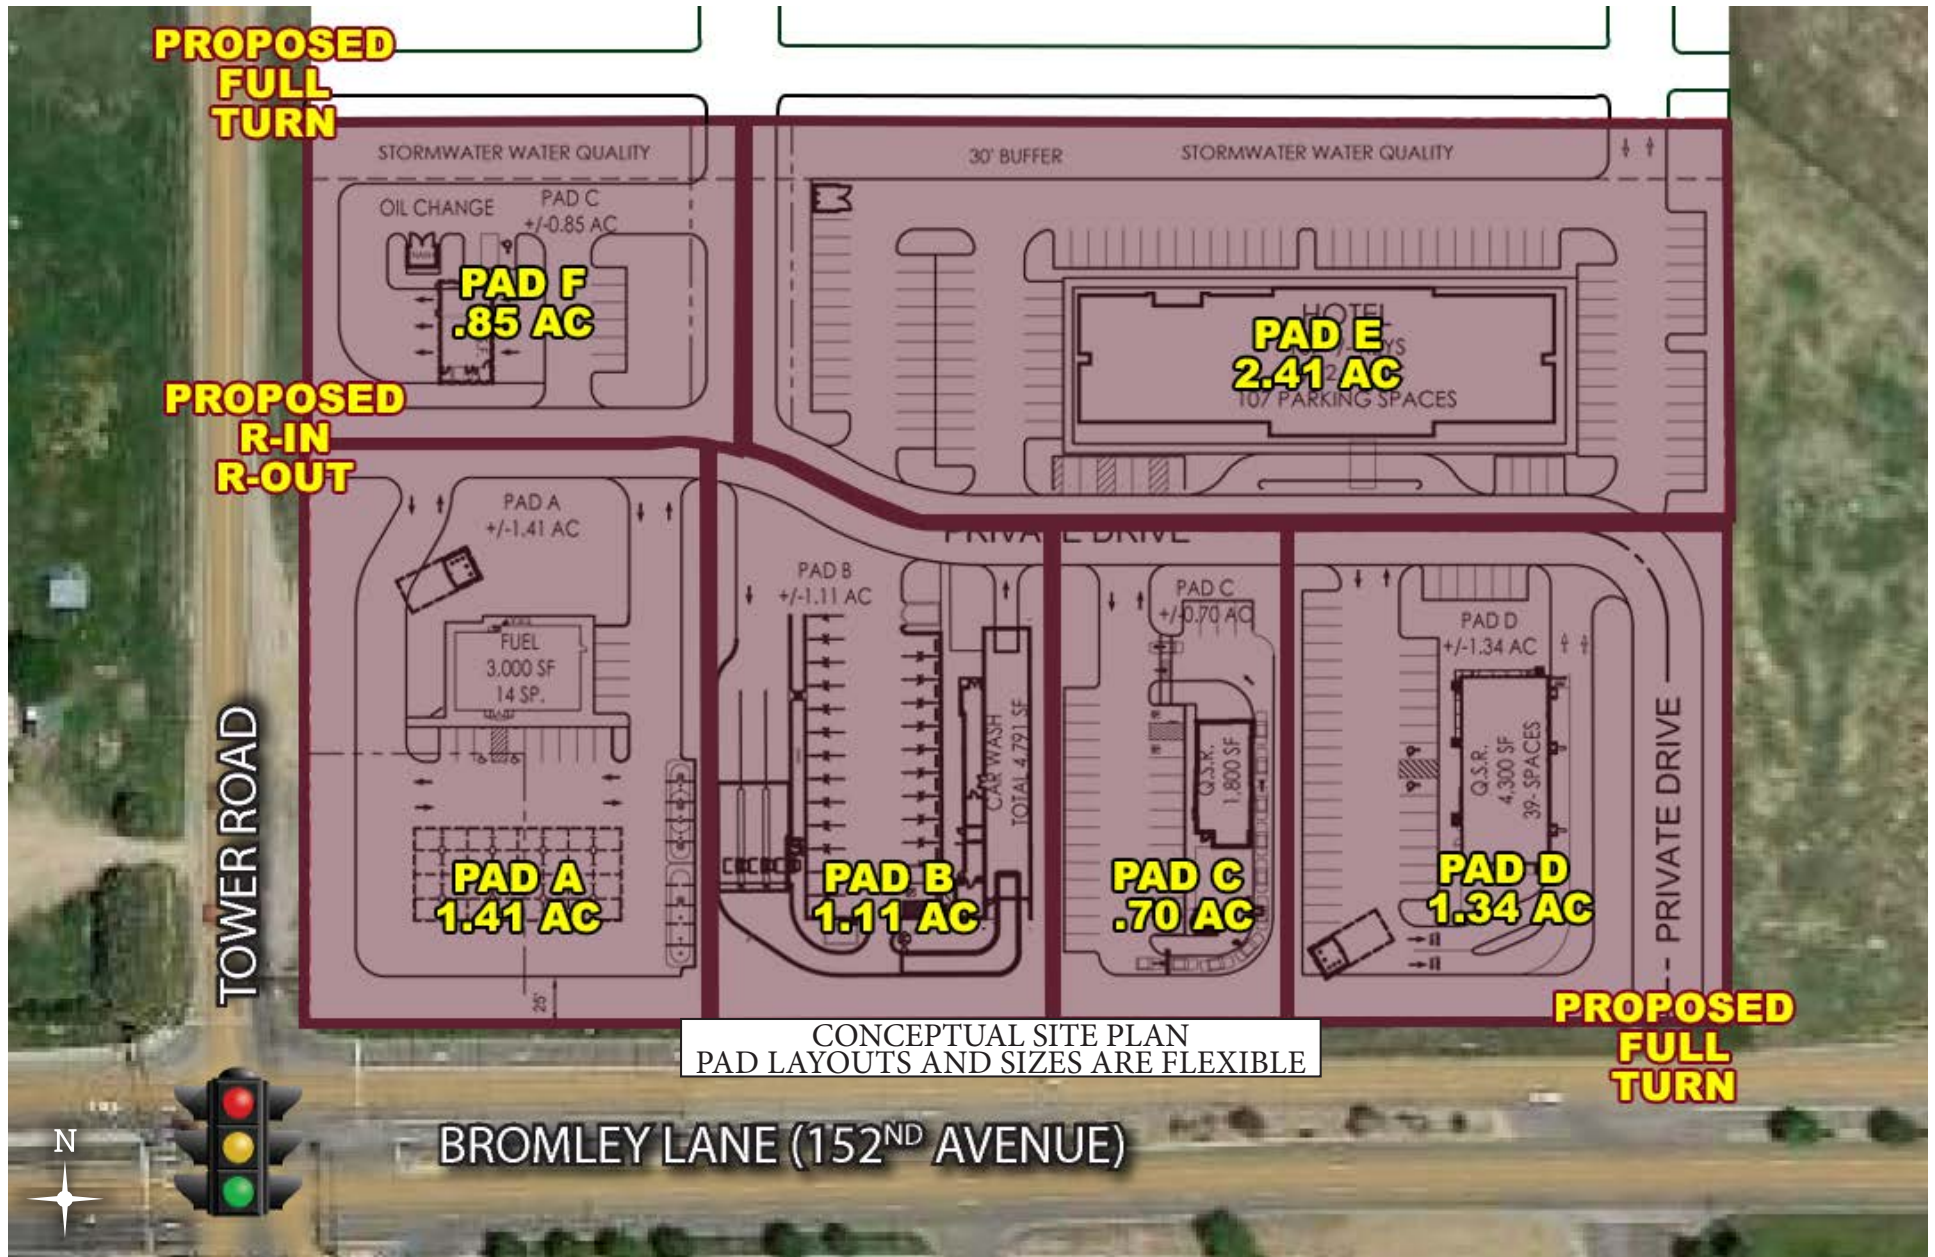 PROPOSED
FULL
TURN
STORMWATER WATER QUALITY
30' BUFFER
STORMWATER WATER QUALITY
OIL CHANGE
PAD C
+/-0.85 AC
PAD F
.85 AC
HOTEL
PAD E
2.41 AC
107 PARKING SPACES
PROPOSED
R-IN
R-OUT
PAD A
+/-1.41 AC
FUEL
3,000 SF
14 SP.
PAD A
1.41 AC
25'
PRIVATE DRIVE
PAD B
+/-1.11 AC
CAR WASH
TOTAL 4,791 SF
PAD B
1.11 AC
PAD C
+/-0.70 AC
Q.S.R.
1,800 SF
PAD C
.70 AC
PAD D
+/-1.34 AC
Q.S.R.
4,300 SF
39- SPACES
PAD D
1.34 AC
PRIVATE DRIVE
TOWER ROAD
PROPOSED
FULL
TURN
CONCEPTUAL SITE PLAN
PAD LAYOUTS AND SIZES ARE FLEXIBLE
BROMLEY LANE (152ND AVENUE)
N